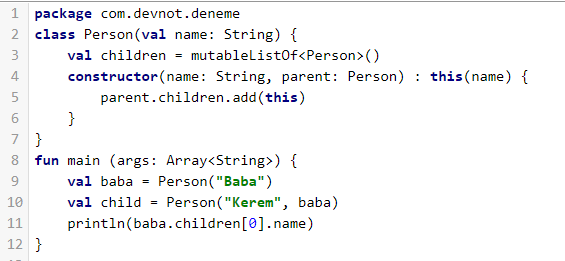 1 package com.devnot.deneme
2 class Person(val name: String) {
3     val children = mutableListOf<Person>()
4     constructor(name: String, parent: Person) : this(name) {
5         parent.children.add(this)
6     }
7 }
8 fun main (args: Array<String>) {
9     val baba = Person("Baba")
10     val child = Person("Kerem", baba)
11     println(baba.children[0].name)
12 }